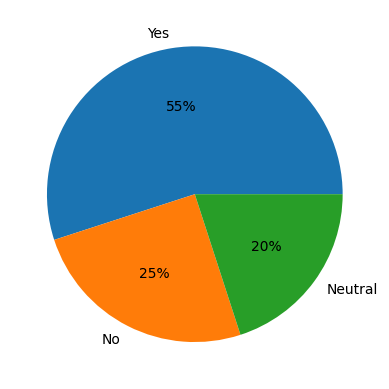 Yes
55%
20%
25%
Neutral
No